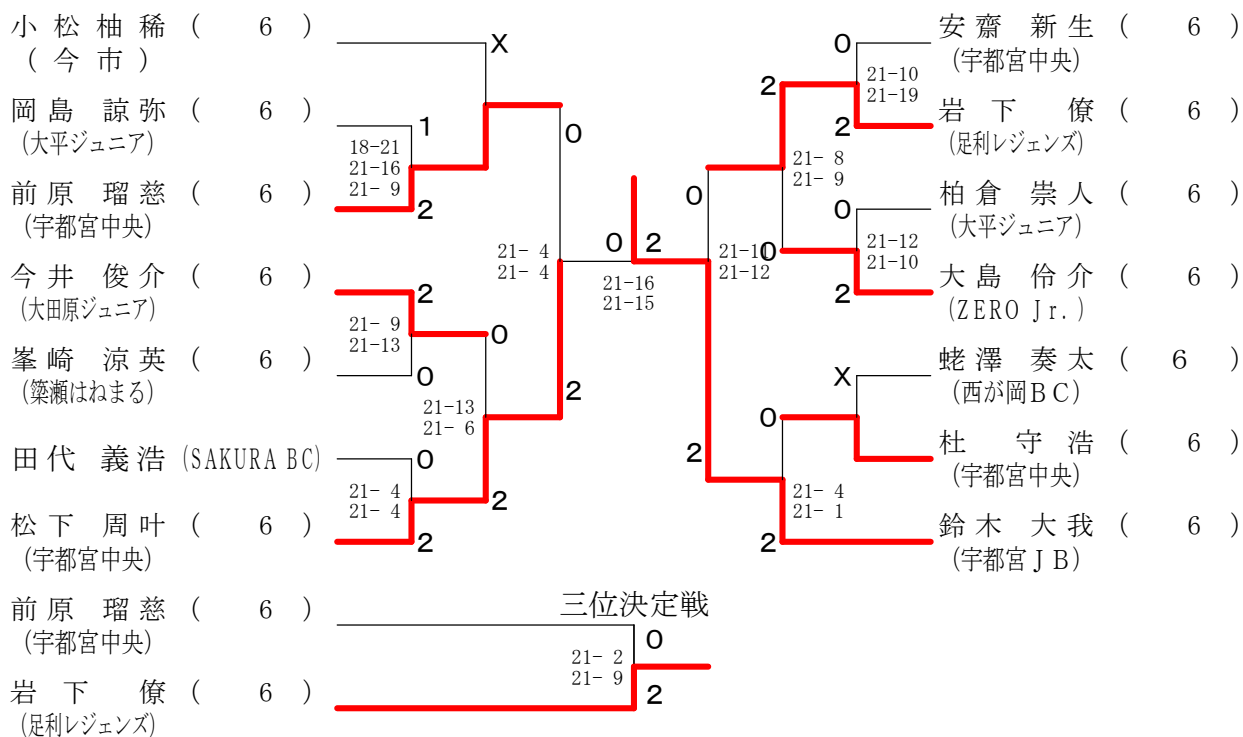 小松柚稀 ( 6 )
(今市)
岡島 諒弥 ( 6 )
(大平ジュニア)
前原 瑠慈 ( 6 )
(宇都宮中央)
今井 俊介 ( 6 )
(大田原ジュニア)
峯崎 涼英 ( 6 )
(簗瀬はねまる)
田代 義浩 (SAKURA BC)
松下 周叶 ( 6 )
(宇都宮中央)
X
1
18-21
21-16
21- 9
2
0
2
21- 9
21-13
0
0
21-13
21- 6
0
21- 4
21- 4
2
2
21- 4
21- 4
2
0 2
21-16
21-15
安齋 新生 ( 6 )
(宇都宮中央)
岩下 僚 ( 6 )
(足利レジェンズ)
柏倉 崇人 ( 6 )
(大平ジュニア)
大島 伶介 ( 6 )
(ZERO Jr.)
蛯澤 奏太 ( 6 )
(西が岡BC)
杜 守浩 ( 6 )
(宇都宮中央)
鈴木 大我 ( 6 )
(宇都宮JB)
0
21-10
21-19
2
2
21- 8
21- 9
0
0
21-12
21-10
2
0
21-11
21-12
2
X
0
21- 4
21- 1
2
三位決定戦
前原 瑠慈 ( 6 )
(宇都宮中央)
岩下 僚 ( 6 )
(足利レジェンズ)
0
21- 2
21- 9
2